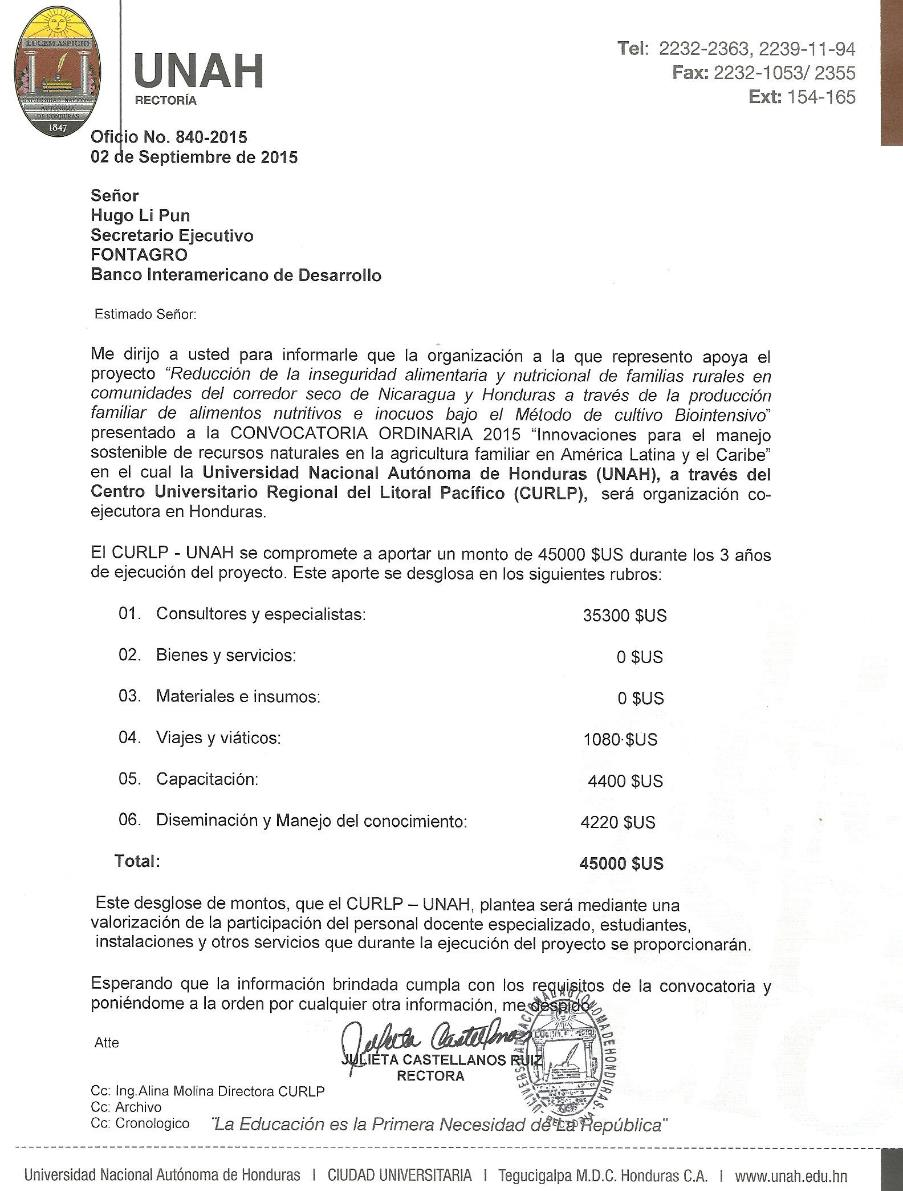 LUCEM ASPICIO
1847
UNAH
RECTORÍA
Tel: 2232-2363, 2239-11-94
Fax: 2232-1053/ 2355
Ext: 154-165
Oficio No. 840-2015
02 de Septiembre de 2015
Señor
Hugo Li Pun
Secretario Ejecutivo
FONTAGRO
Banco Interamericano de Desarrollo
Estimado Señor:
Me dirijo a usted para informarle que la organización a la que represento apoya el
proyecto “Reducción de la inseguridad alimentaria y nutricional de familias rurales en
comunidades del corredor seco de Nicaragua y Honduras a través de la producción
familiar de alimentos nutritivos e inocuos bajo el Método de cultivo Biointensivo”
presentado a la CONVOCATORIA ORDINARIA 2015 “Innovaciones para el manejo
sostenible de recursos naturales en la agricultura familiar en América Latina y el Caribe”
en el cual la Universidad Nacional Autónoma de Honduras (UNAH), a través del
Centro Universitario Regional del Litoral Pacífico (CURLP), será organización co-
ejecutora en Honduras.
El CURLP - UNAH se compromete a aportar un monto de 45000 $US durante los 3 años
de ejecución del proyecto. Este aporte se desglosa en los siguientes rubros:
01. Consultores y especialistas: 35300 $US
02. Bienes y servicios: 0 $US
03. Materiales e insumos: 0 $US
04. Viajes y viáticos: 1080 $US
05. Capacitación: 4400 $US
06. Diseminación y Manejo del conocimiento: 4220 $US
Total: 45000 $US
Este desglose de montos, que el CURLP – UNAH, plantea será mediante una
valorización de la participación del personal docente especializado, estudiantes,
instalaciones y otros servicios que durante la ejecución del proyecto se proporcionarán.
Esperando que la información brindada cumpla con los requisitos de la convocatoria y
poniéndome a la orden por cualquier otra información, me despido
Atte
Julieta Castellanos
JULIETA CASTELLANOS RUIZ
RECTORA
Cc: Ing.Alina Molina Directora CURLP
Cc: Archivo
Cc: Cronologico
"La Educación es la Primera Necesidad de La República"
Universidad Nacional Autónoma de Honduras I CIUDAD UNIVERSITARIA I Tegucigalpa M.D.C. Honduras C.A. I www.unah.edu.hn